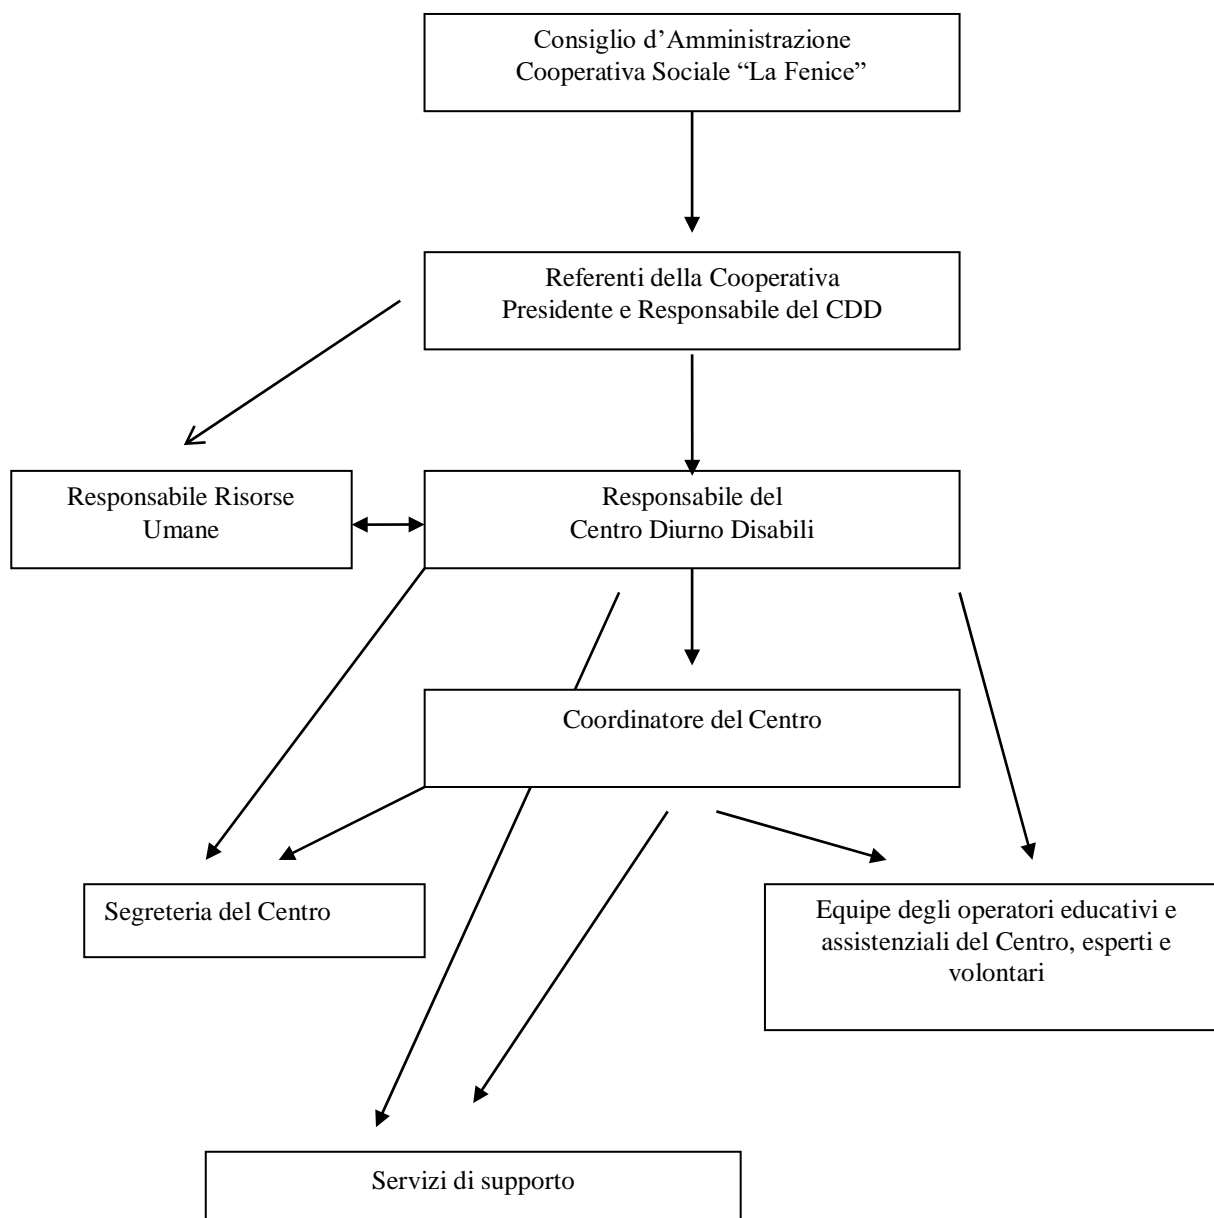 Consiglio d’Amministrazione
Cooperativa Sociale “La Fenice”
Referenti della Cooperativa
Presidente e Responsabile del CDD
Responsabile Risorse
Umane
Responsabile del
Centro Diurno Disabili
Coordinatore del Centro
Segreteria del Centro
Equipe degli operatori educativi e
assistenziali del Centro, esperti e
volontari
Servizi di supporto